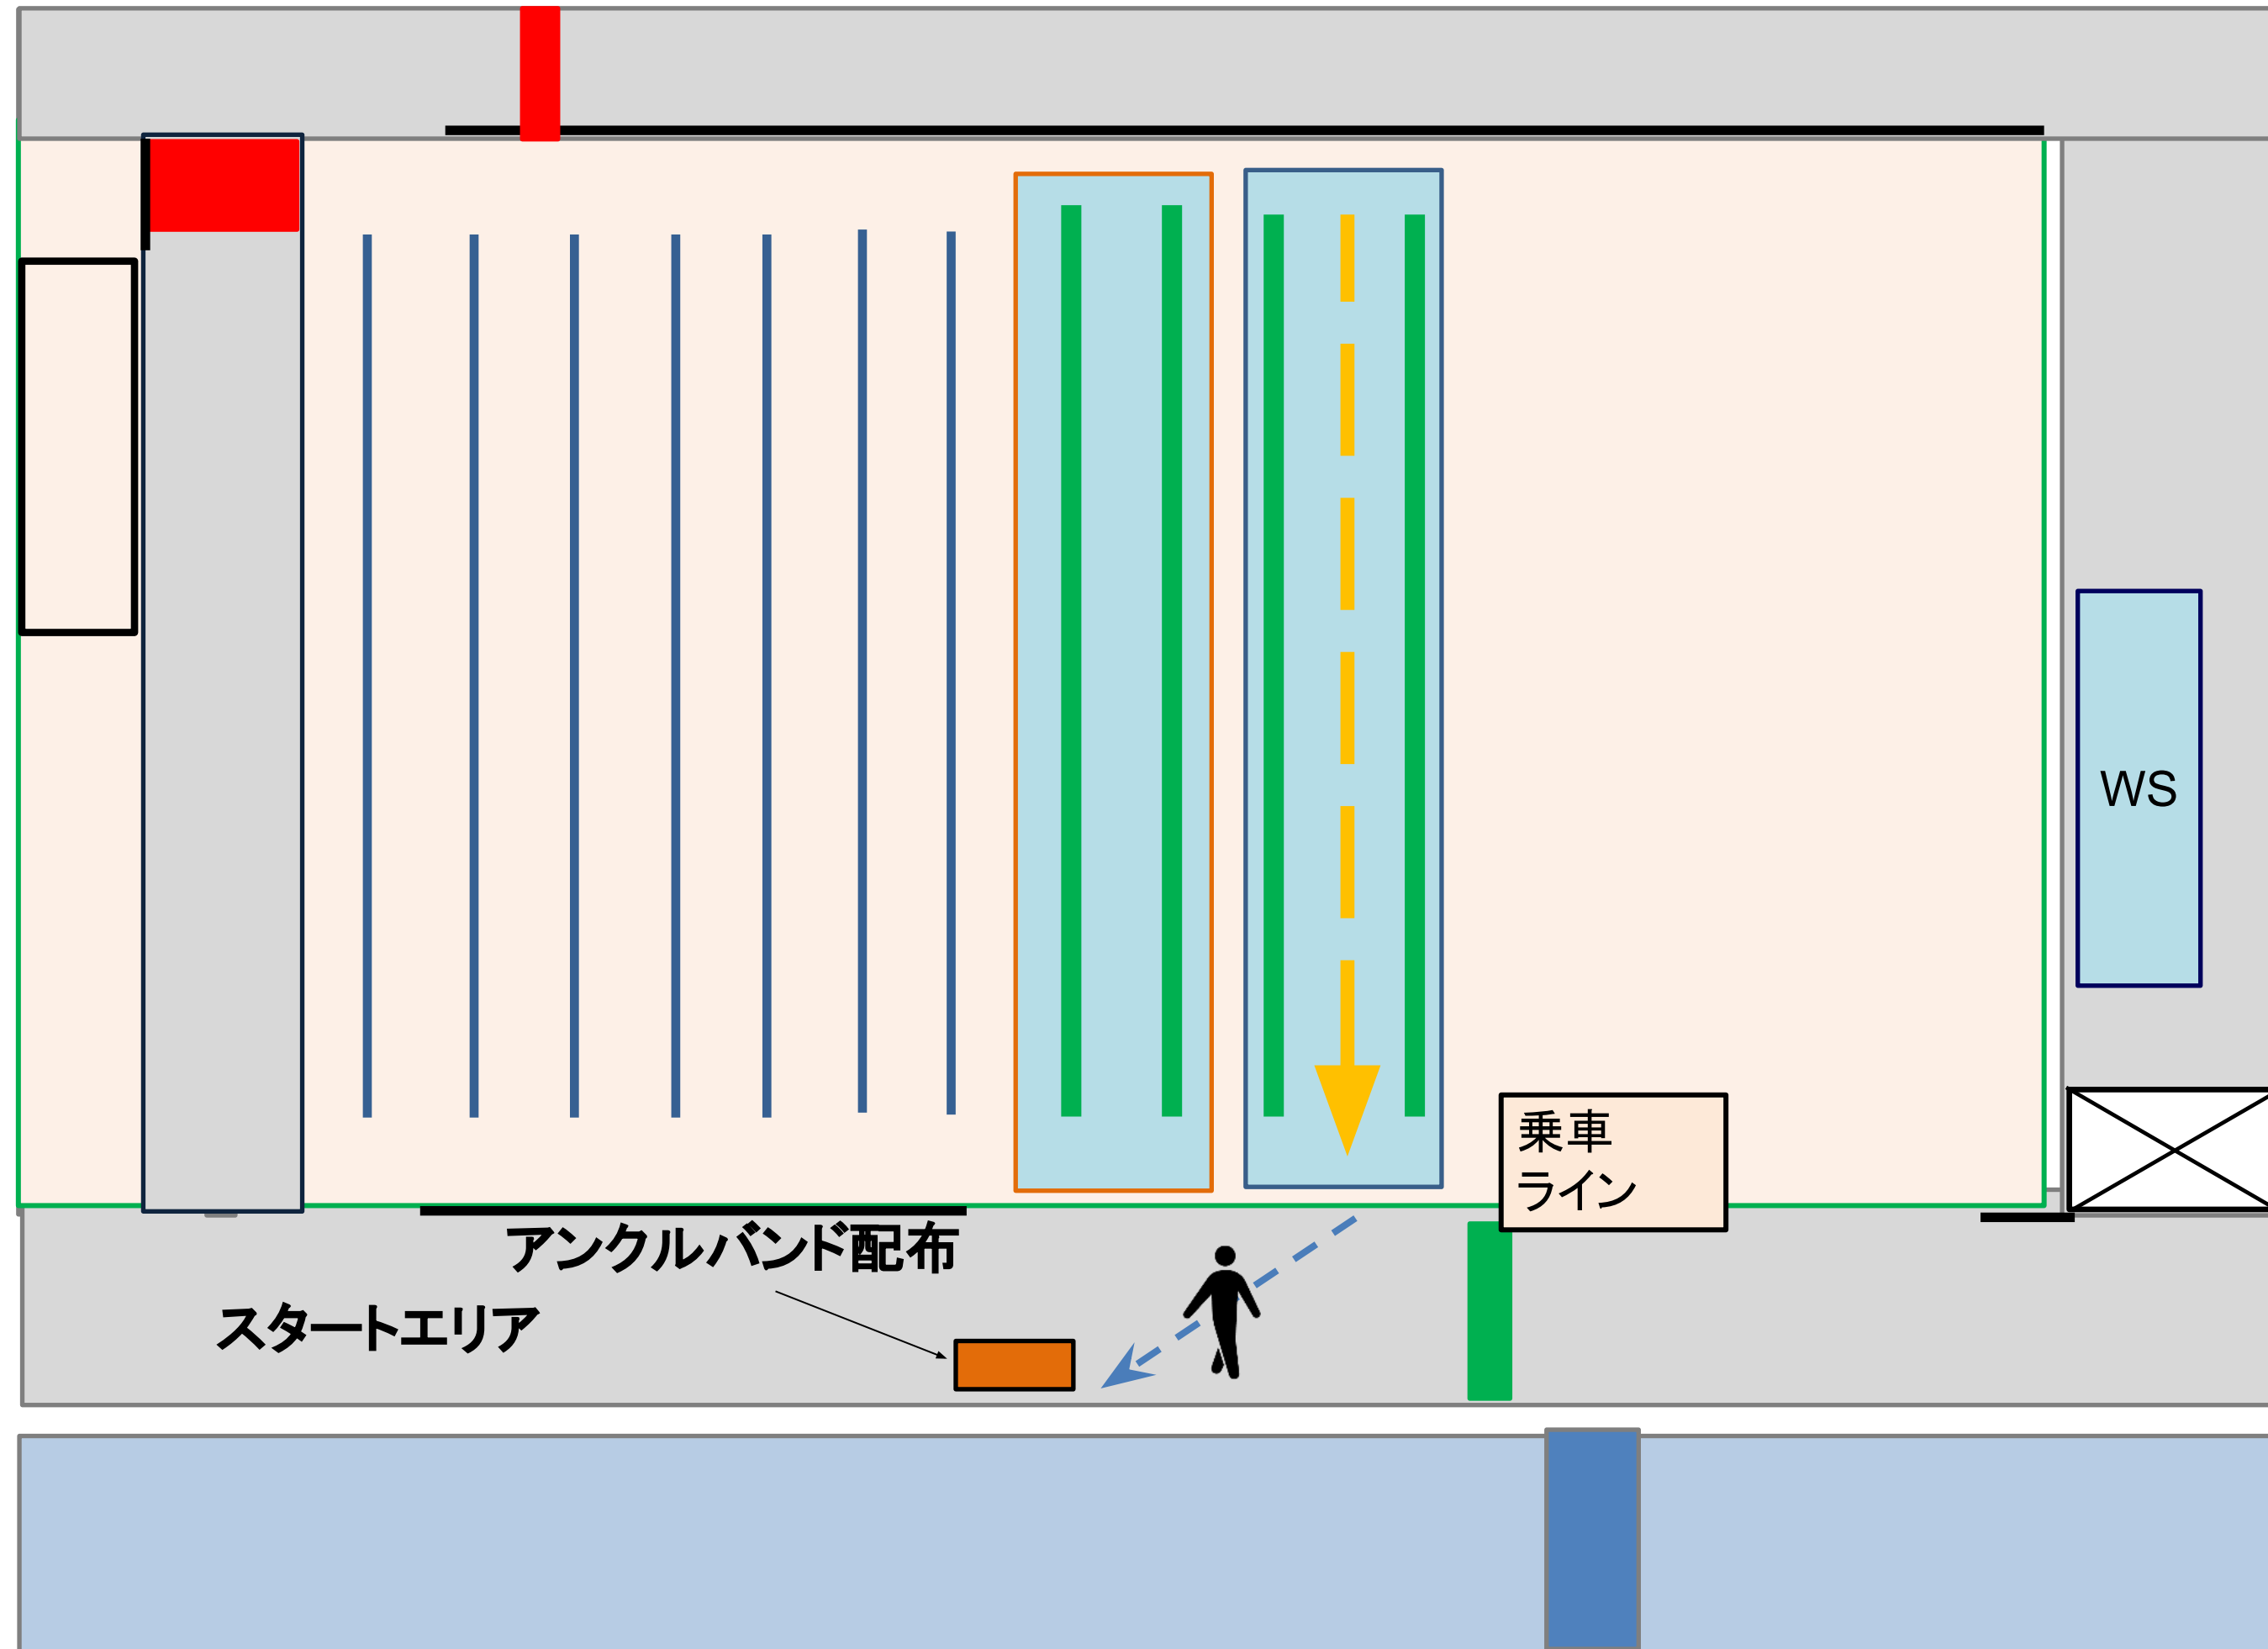 WS
乗車
ライン
アンクルバンド配布
スタートエリア